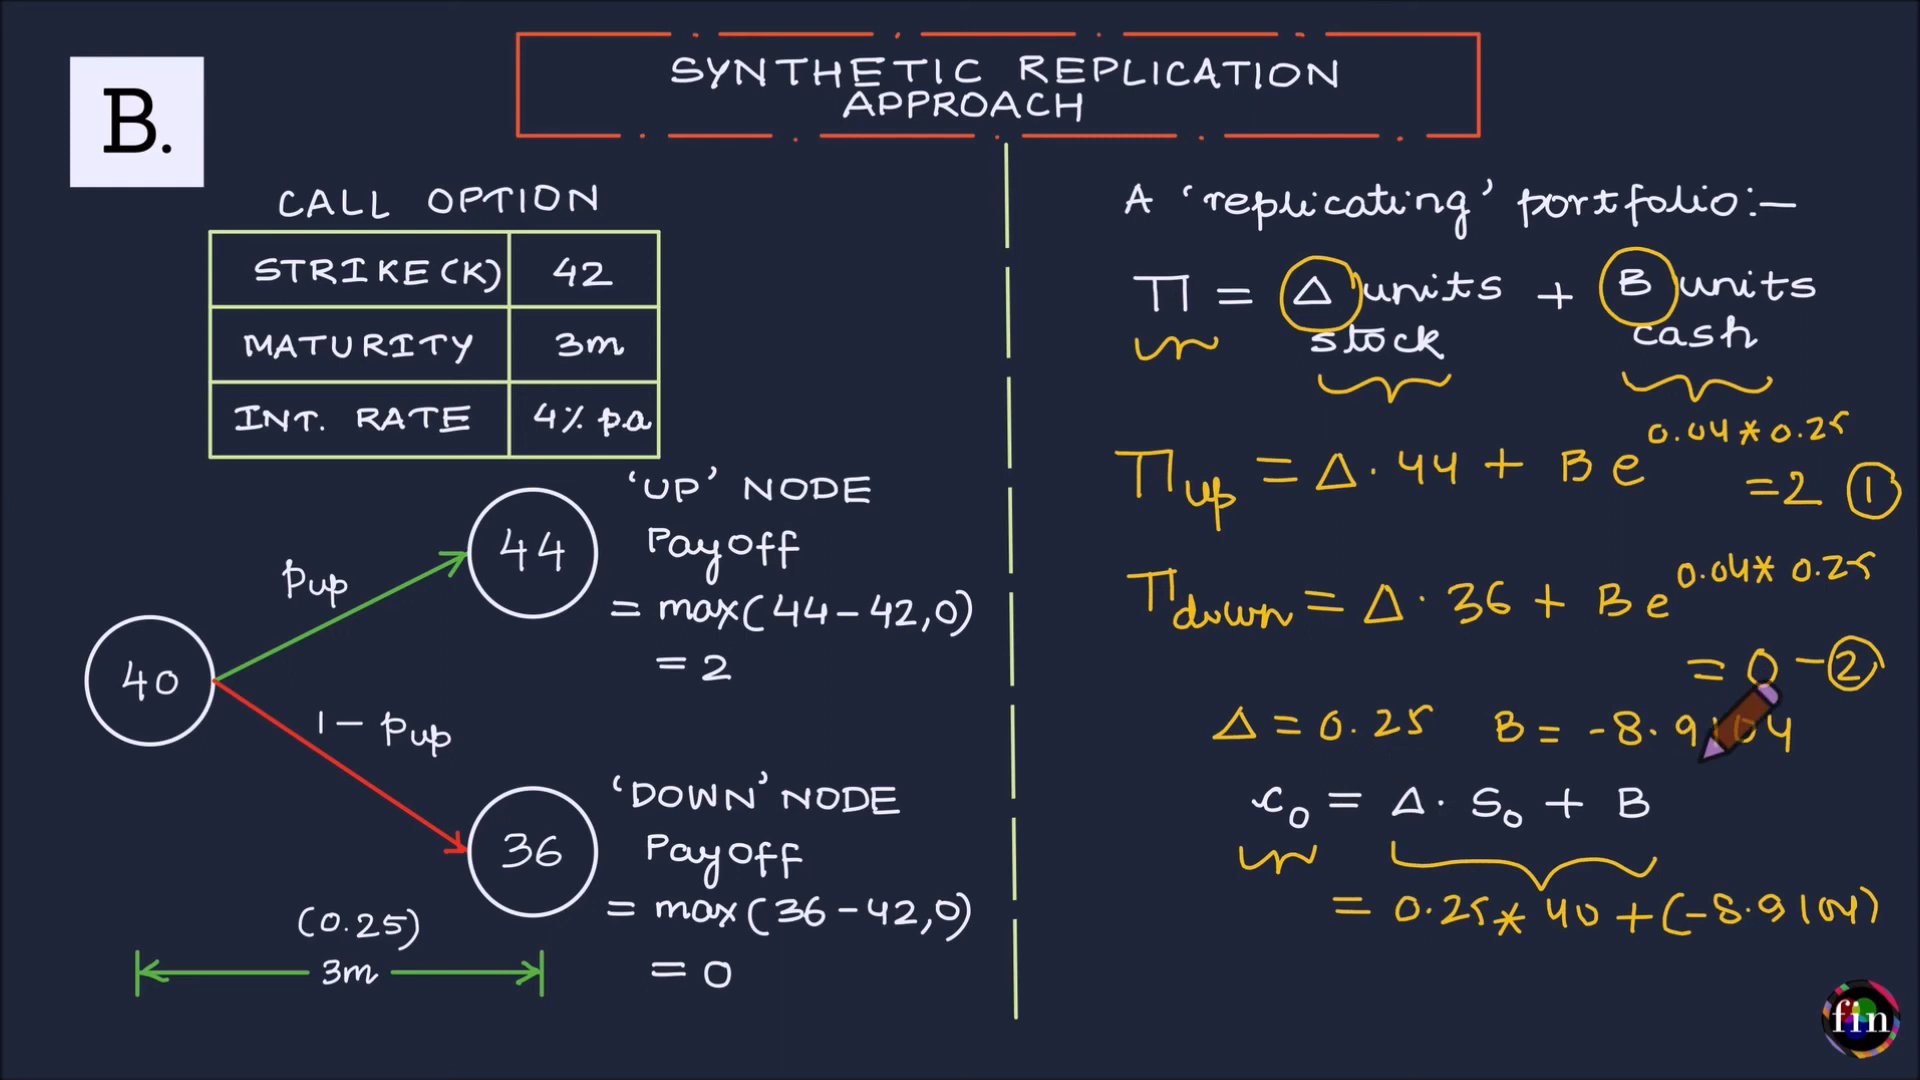 B.
SYNTHETIC REPLICATION
APPROACH
CALL OPTION
STRIKE(K) 42
MATURITY 3m
INT. RATE 4% p.a
40
Pup
1 - Pup
44
'UP' NODE
Payoff
= max(44-42,0)
= 2
36
'DOWN' NODE
Payoff
= max(36-42,0)
= 0
(0.25)
3m
A 'replicating' portfolio:-
Π = Δ units + B units
stock cash
Πup = Δ. 44 + B e^0.04*0.25
=2 ①
Πdown = Δ. 36 + B e^0.04*0.25
= 0 - ②
Δ = 0.25 B = -8.9104
c₀ = Δ. S₀ + B
= 0.25*40 + (-8.9104)
fin